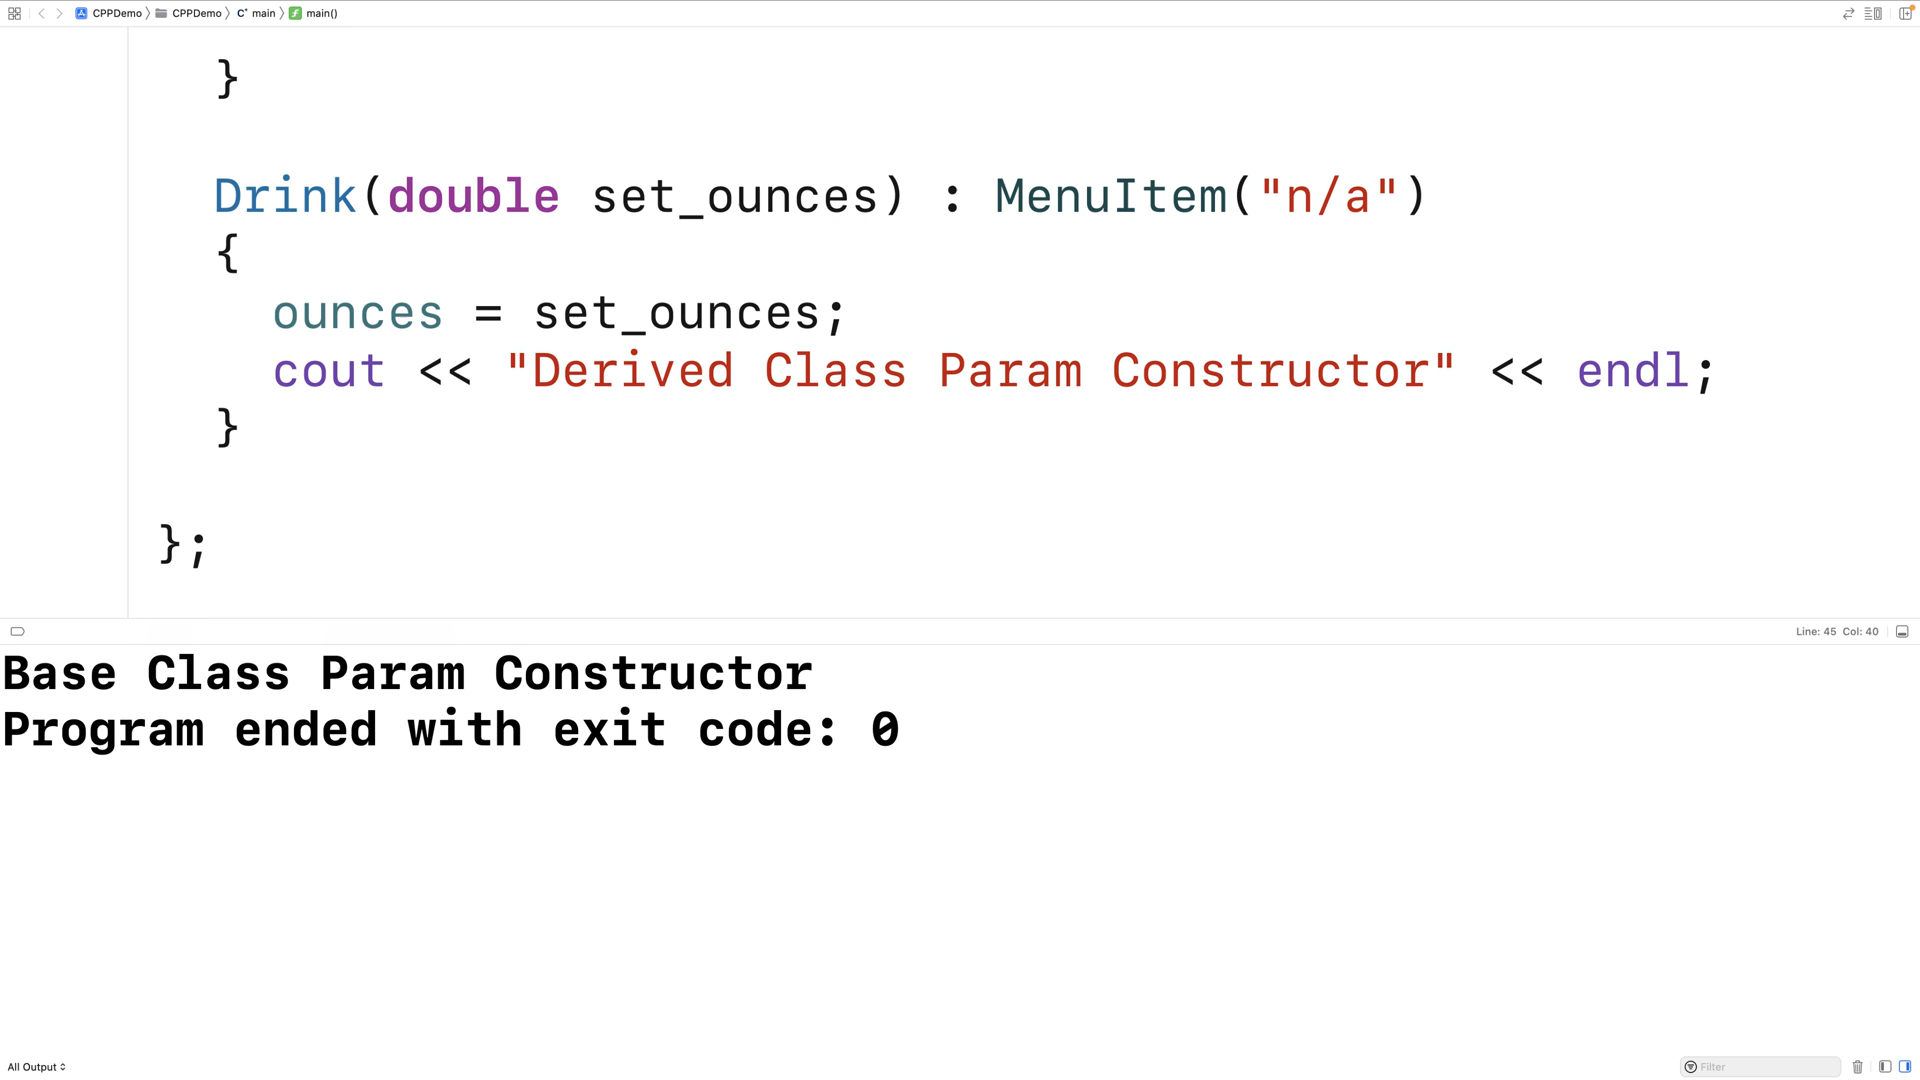 CPPDemo CPPDemo C+ main f main()
}
Drink(double set_ounces) : MenuItem("n/a")
{
ounces = set_ounces;
cout << "Derived Class Param Constructor" << endl;
}
};
Line: 45 Col: 40
Base Class Param Constructor
Program ended with exit code: 0
All Output
Filter